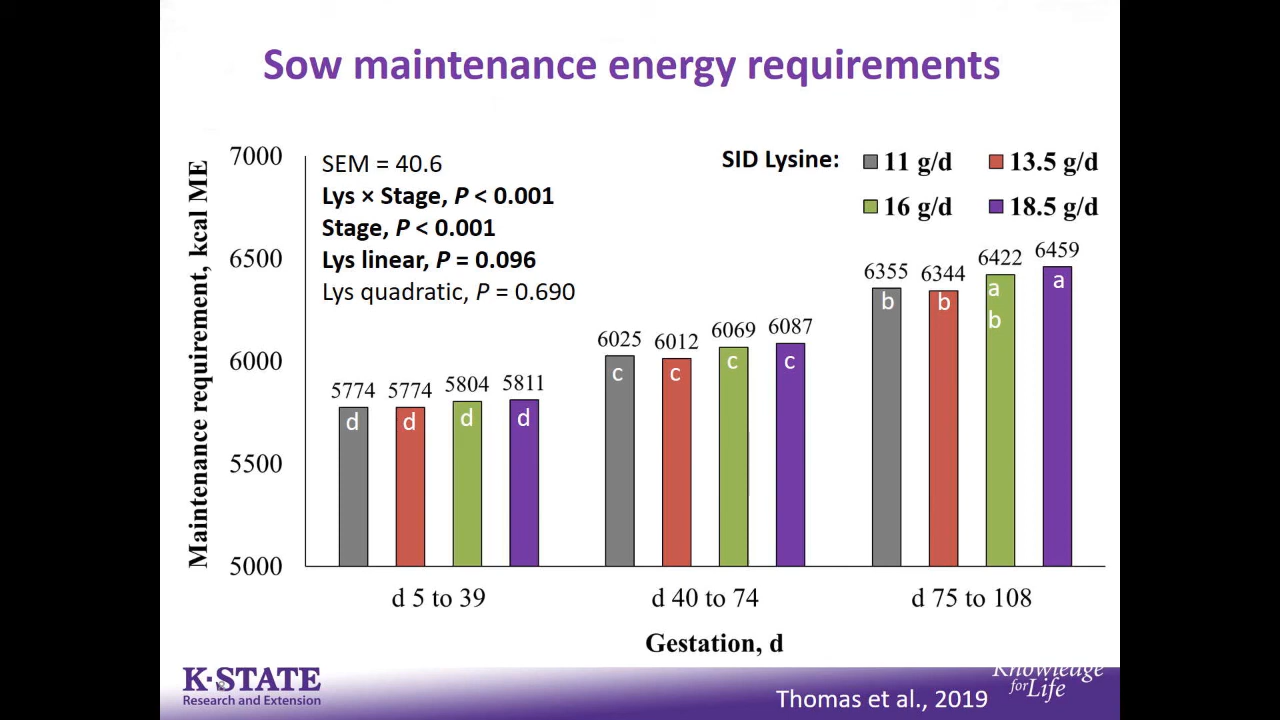 Sow maintenance energy requirements
Maintenance requirement, kcal ME
7000
6500
6000
5500
5000
SEM = 40.6
Lys × Stage, P < 0.001
Stage, P < 0.001
Lys linear, P = 0.096
Lys quadratic, P = 0.690
SID Lysine: 11 g/d 13.5 g/d
16 g/d 18.5 g/d
5774 5774 5804 5811
d d d d
6025 6012 6069 6087
c c c c
6355 6344 6422 6459
b b a a
b
d 5 to 39 d 40 to 74 d 75 to 108
Gestation, d
K-STATE
Research and Extension
Thomas et al., 2019
Knowledge
for Life